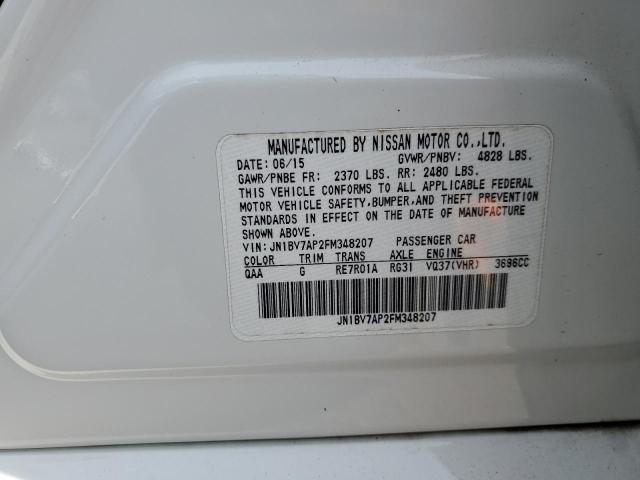 MANUFACTURED BY NISSAN MOTOR CO.,LTD.
DATE: 06/15 GVWR/PNBV: 4828 LBS.
GAWR/PNBE FR: 2370 LBS. RR: 2480 LBS.
THIS VEHICLE CONFORMS TO ALL APPLICABLE FEDERAL
MOTOR VEHICLE SAFETY,BUMPER,AND THEFT PREVENTION
STANDARDS IN EFFECT ON THE DATE OF MANUFACTURE
SHOWN ABOVE.
VIN: JN1BV7AP2FM348207 PASSENGER CAR
COLOR TRIM TRANS AXLE ENGINE
QAA G RE7R01A RG31 VQ37(VHR) 3696CC
JN1BV7AP2FM348207